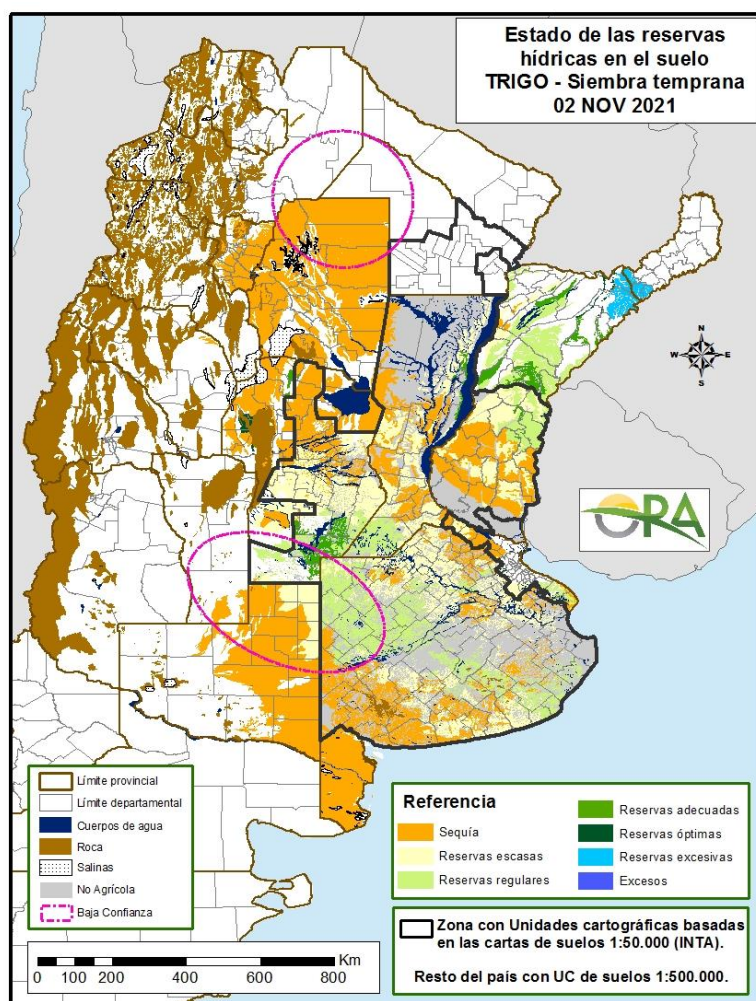 Estado de las reservas
hídricas en el suelo
TRIGO - Siembra temprana
02 NOV 2021
N
W E
S
ORA
Límite provincial
Límite departamental
Cuerpos de agua
Roca
Salinas
No Agrícola
Baja Confianza
Referencia
Sequía
Reservas escasas
Reservas regulares
Reservas adecuadas
Reservas óptimas
Reservas excesivas
Excesos
Zona con Unidades cartográficas basadas
en las cartas de suelos 1:50.000 (INTA).
Resto del país con UC de suelos 1:500.000.
Km
0 50 100 200 400 600 800